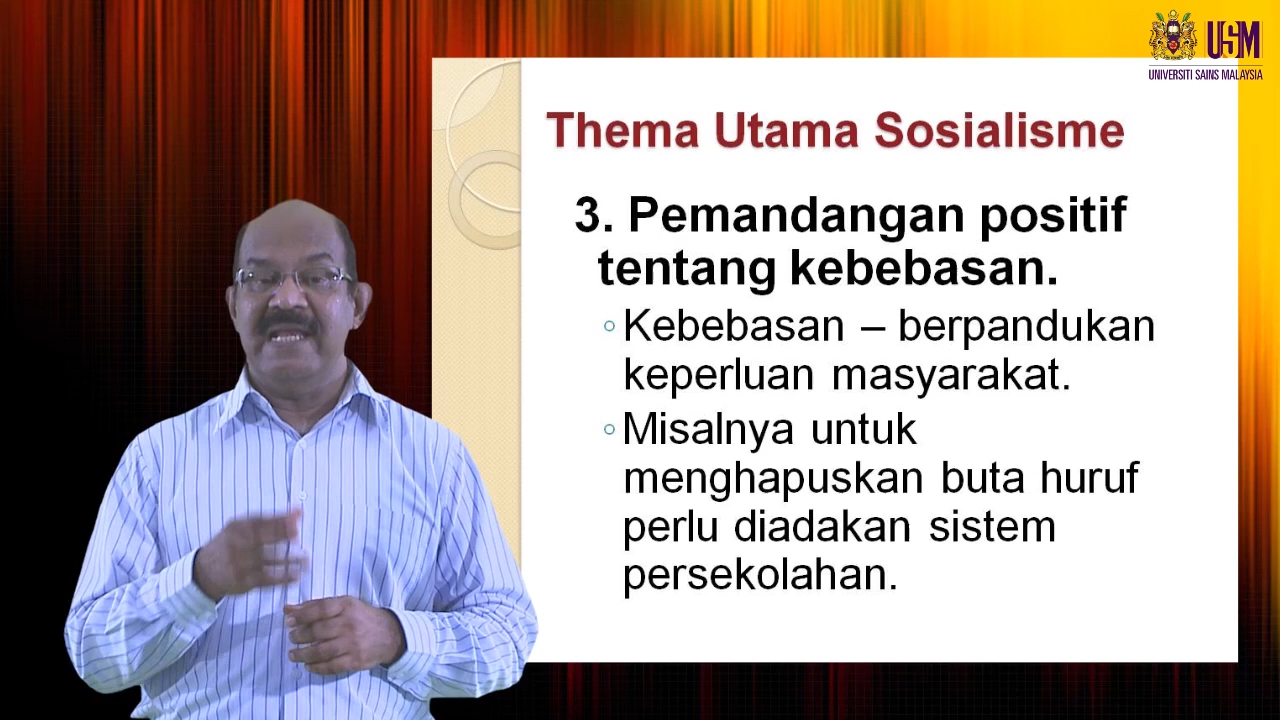 USM
UNIVERSITI SAINS MALAYSIA
Thema Utama Sosialisme
3. Pemandangan positif
tentang kebebasan.
Kebebasan – berpandukan
keperluan masyarakat.
Misalnya untuk
menghapuskan buta huruf
perlu diadakan sistem
persekolahan.